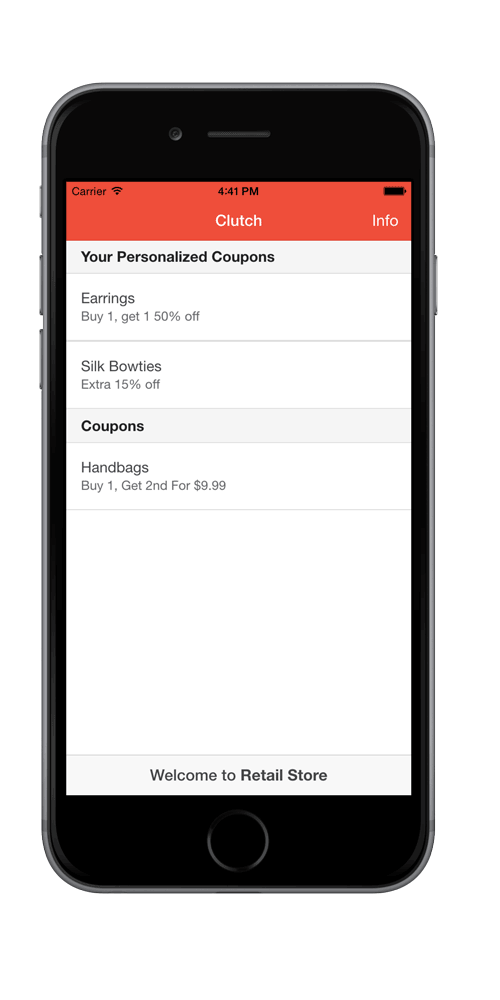 Carrier 4:41 PM
Clutch Info
Your Personalized Coupons
Earrings
Buy 1, get 1 50% off
Silk Bowties
Extra 15% off
Coupons
Handbags
Buy 1, Get 2nd For $9.99
Welcome to Retail Store